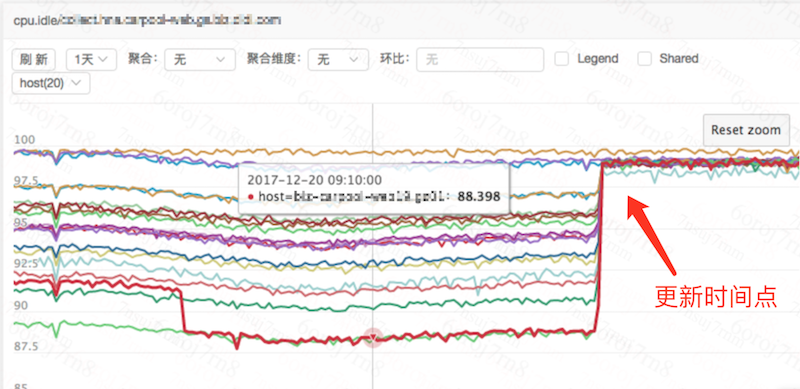 cpu.idle/
刷 新 1天 聚合: 无 聚合维度: 无 环比: 无 Legend Shared
host(20)
Reset zoom
100
97.5
95
92.5
90
87.5
85
2017-12-20 09:10:00
host= 88.398
更新时间点